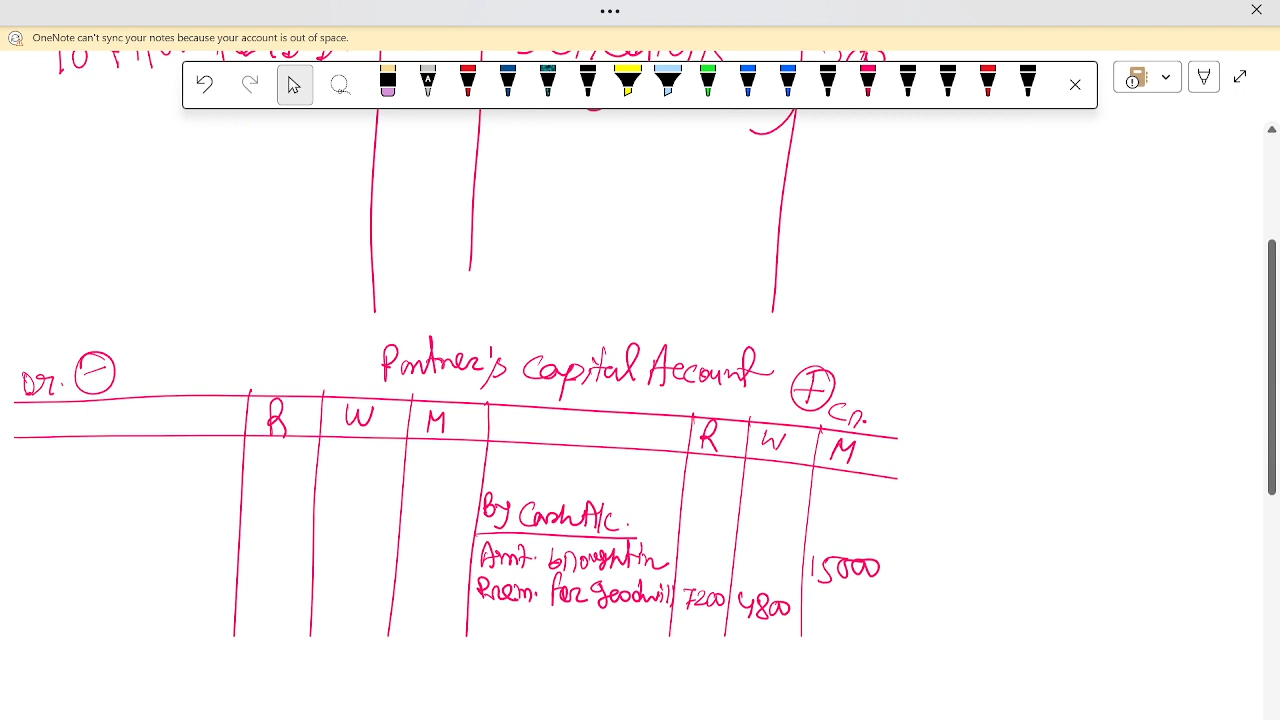 OneNote can't sync your notes because your account is out of space.
A
Partner's Capital Account
Dr. − + Cr.
R W M R W M
By Cash A/c.
Amt. brought in 15000
Prem. for goodwill 7200 4800